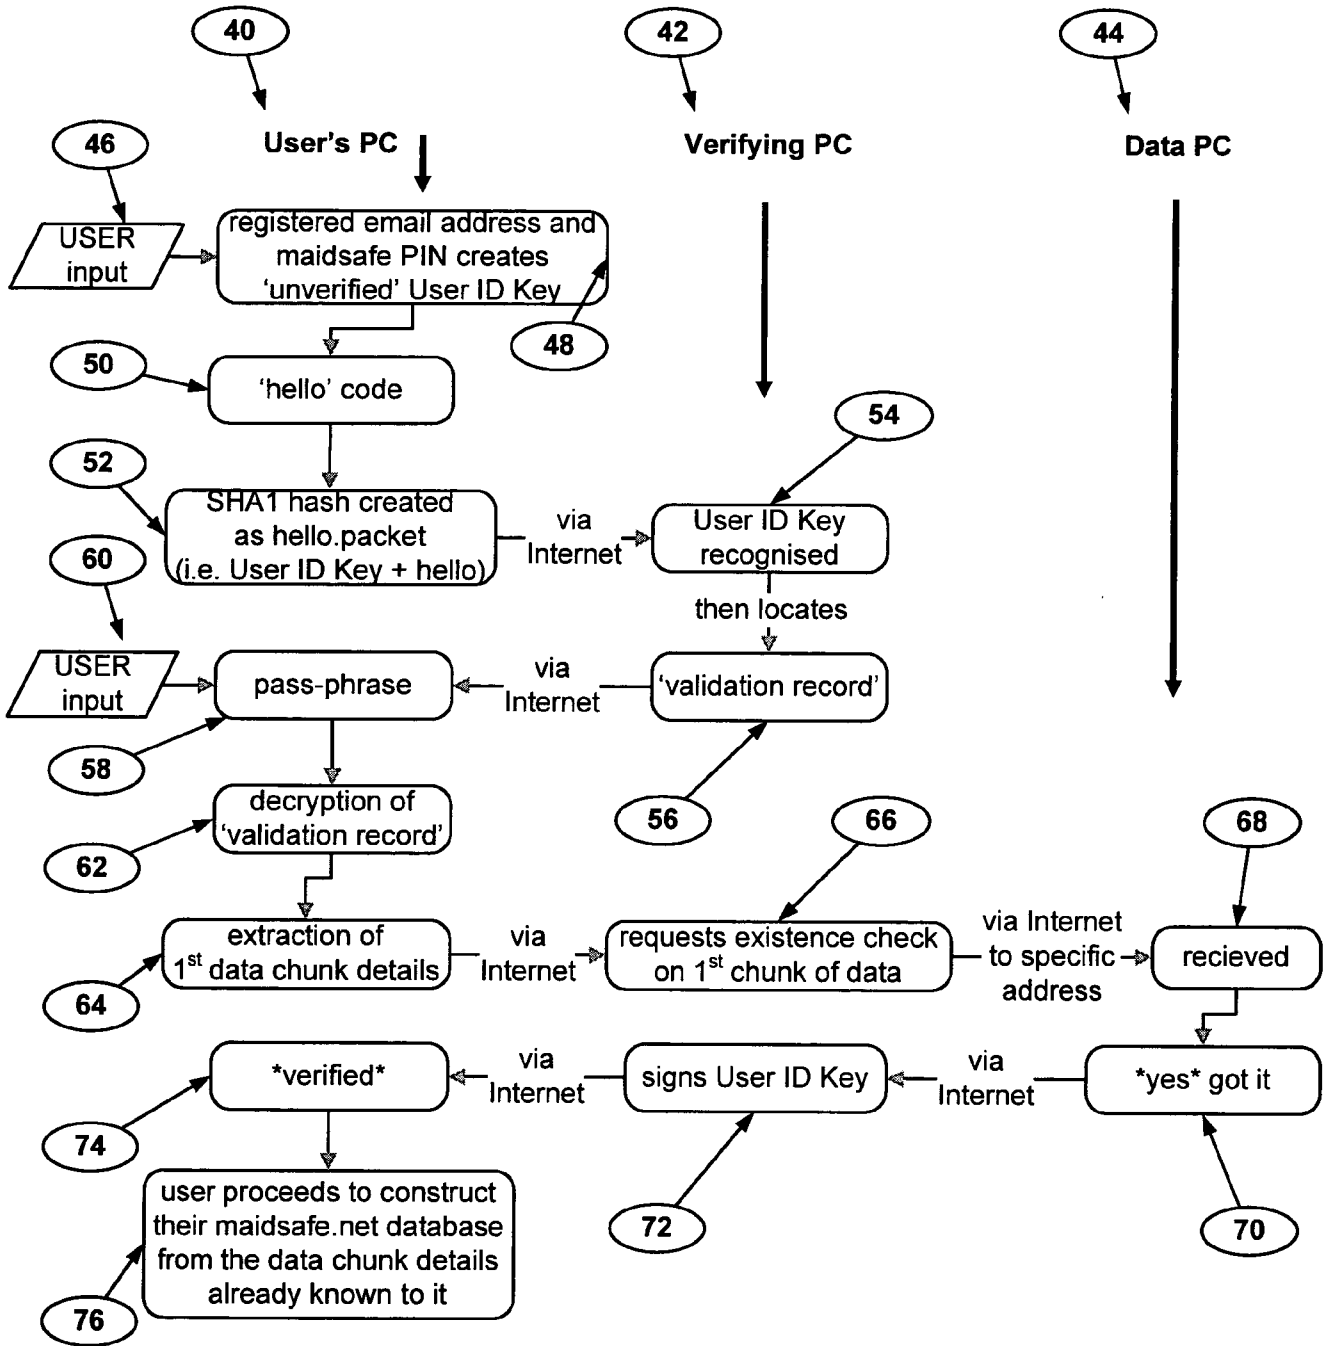 40
42
44
User's PC
Verifying PC
Data PC
46
USER
input
registered email address and
maidsafe PIN creates
'unverified' User ID Key
48
50
'hello' code
52
54
SHA1 hash created
as hello.packet
(i.e. User ID Key + hello)
via
Internet
User ID Key
recognised
then locates
60
USER
input
pass-phrase
via
Internet
'validation record'
58
56
62
decryption of
'validation record'
66
68
64
extraction of
1st data chunk details
via
Internet
requests existence check
on 1st chunk of data
via Internet
to specific
address
recieved
*verified*
via
Internet
signs User ID Key
via
Internet
*yes* got it
74
72
70
user proceeds to construct
their maidsafe.net database
from the data chunk details
already known to it
76